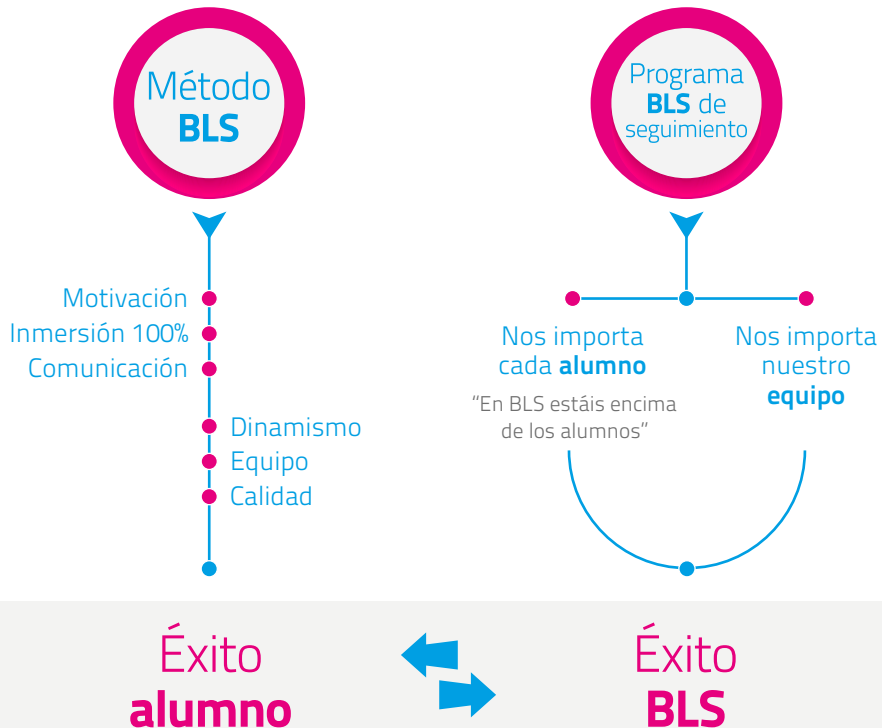 Método
BLS
Motivación
Inmersión 100%
Comunicación
Dinamismo
Equipo
Calidad
Éxito
alumno
Programa
BLS de
seguimiento
Nos importa
cada alumno
"En BLS estáis encima
de los alumnos"
Nos importa
nuestro
equipo
Éxito
BLS